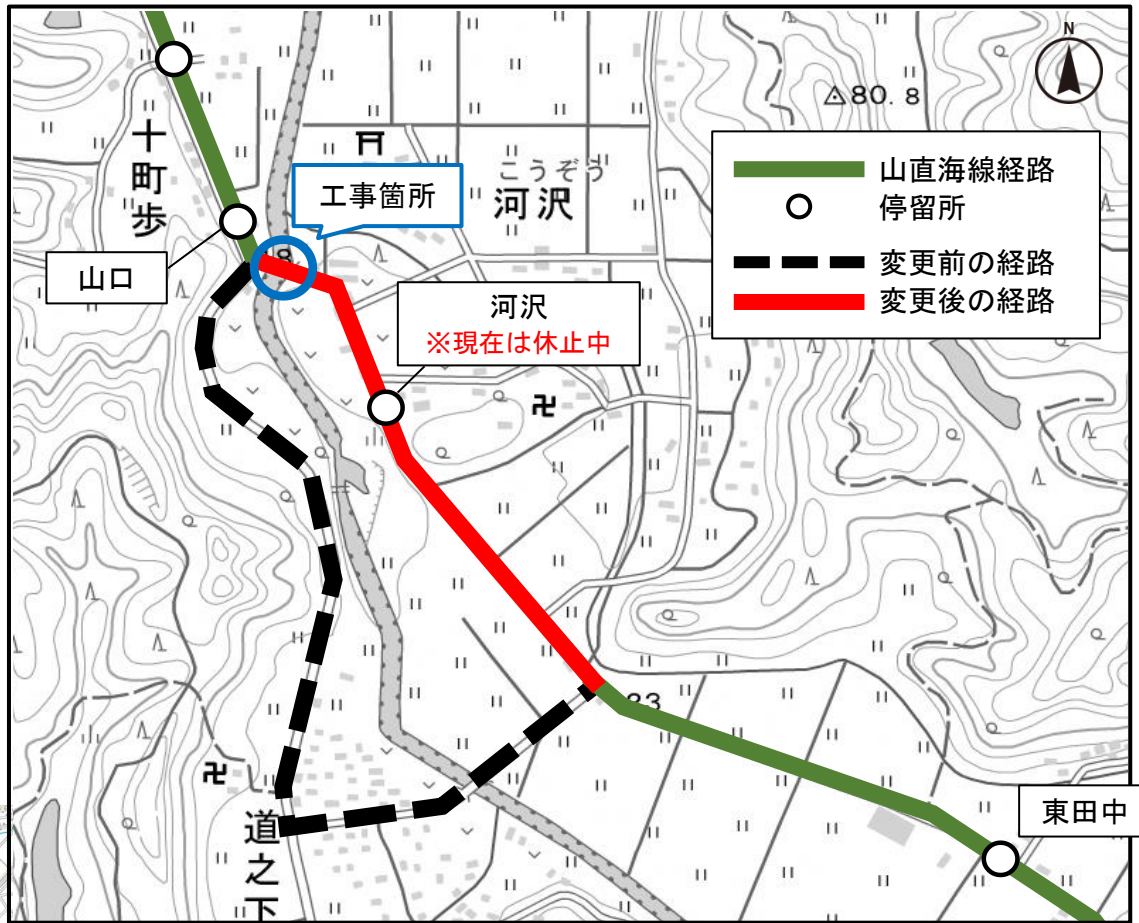 N
80.8
十町歩
こうぞう
河沢
工事箇所
山直海線経路
停留所
変更前の経路
変更後の経路
山口
8
河沢
※現在は休止中
83
東田中
道之下